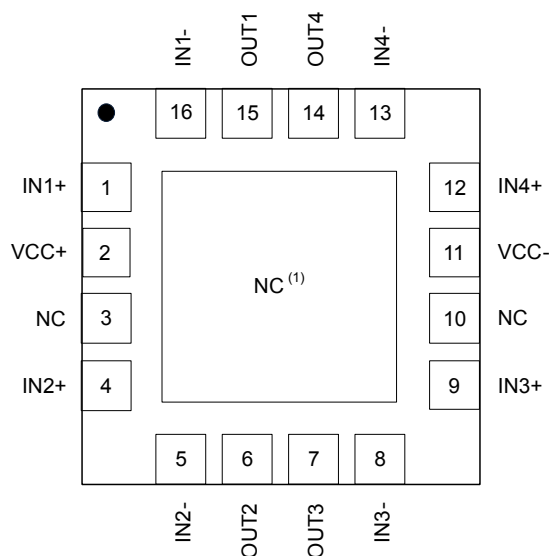 IN1-
OUT1
OUT4
IN4-
16 15 14 13
IN1+ 1 12 IN4+
VCC+ 2 11 VCC-
NC (1)
NC 3 10 NC
IN2+ 4 9 IN3+
5 6 7 8
IN2-
OUT2
OUT3
IN3-